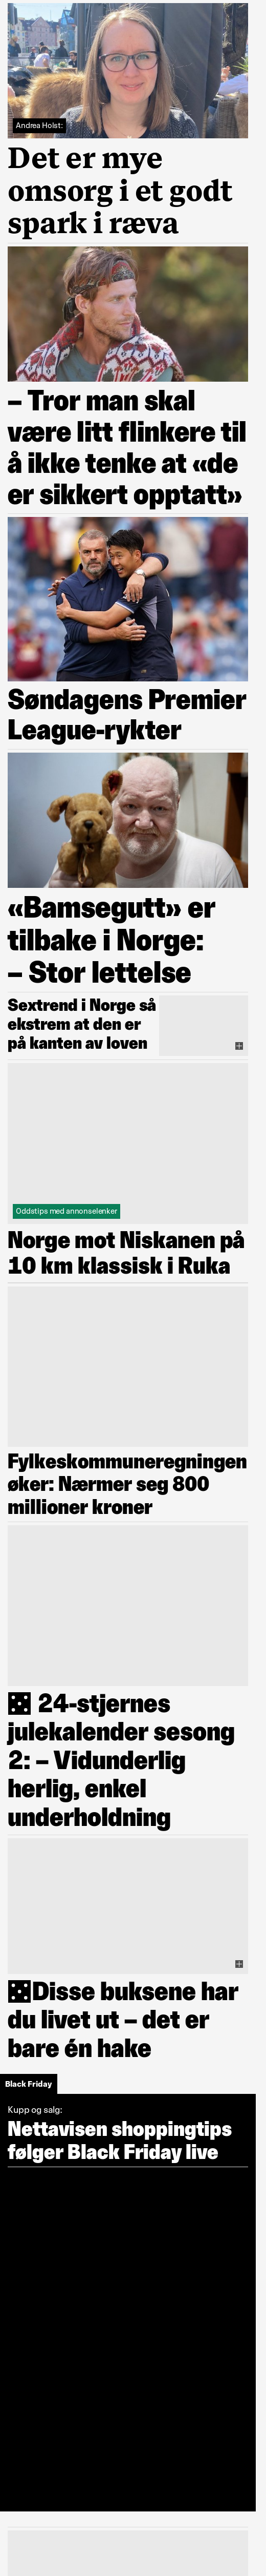 Andrea Holst:
Det er mye
omsorg i et godt
spark i ræva
– Tror man skal
være litt flinkere til
å ikke tenke at «de
er sikkert opptatt»
Søndagens Premier
League-rykter
«Bamsegutt» er
tilbake i Norge:
– Stor lettelse
Sextrend i Norge så
ekstrem at den er
på kanten av loven
Oddstips med annonselenker
Norge mot Niskanen på
10 km klassisk i Ruka
Fylkeskommuneregningen
øker: Nærmer seg 800
millioner kroner
⚄ 24-stjernes
julekalender sesong
2: – Vidunderlig
herlig, enkel
underholdning
⚄Disse buksene har
du livet ut – det er
bare én hake
Black Friday
Kupp og salg:
Nettavisen shoppingtips
følger Black Friday live